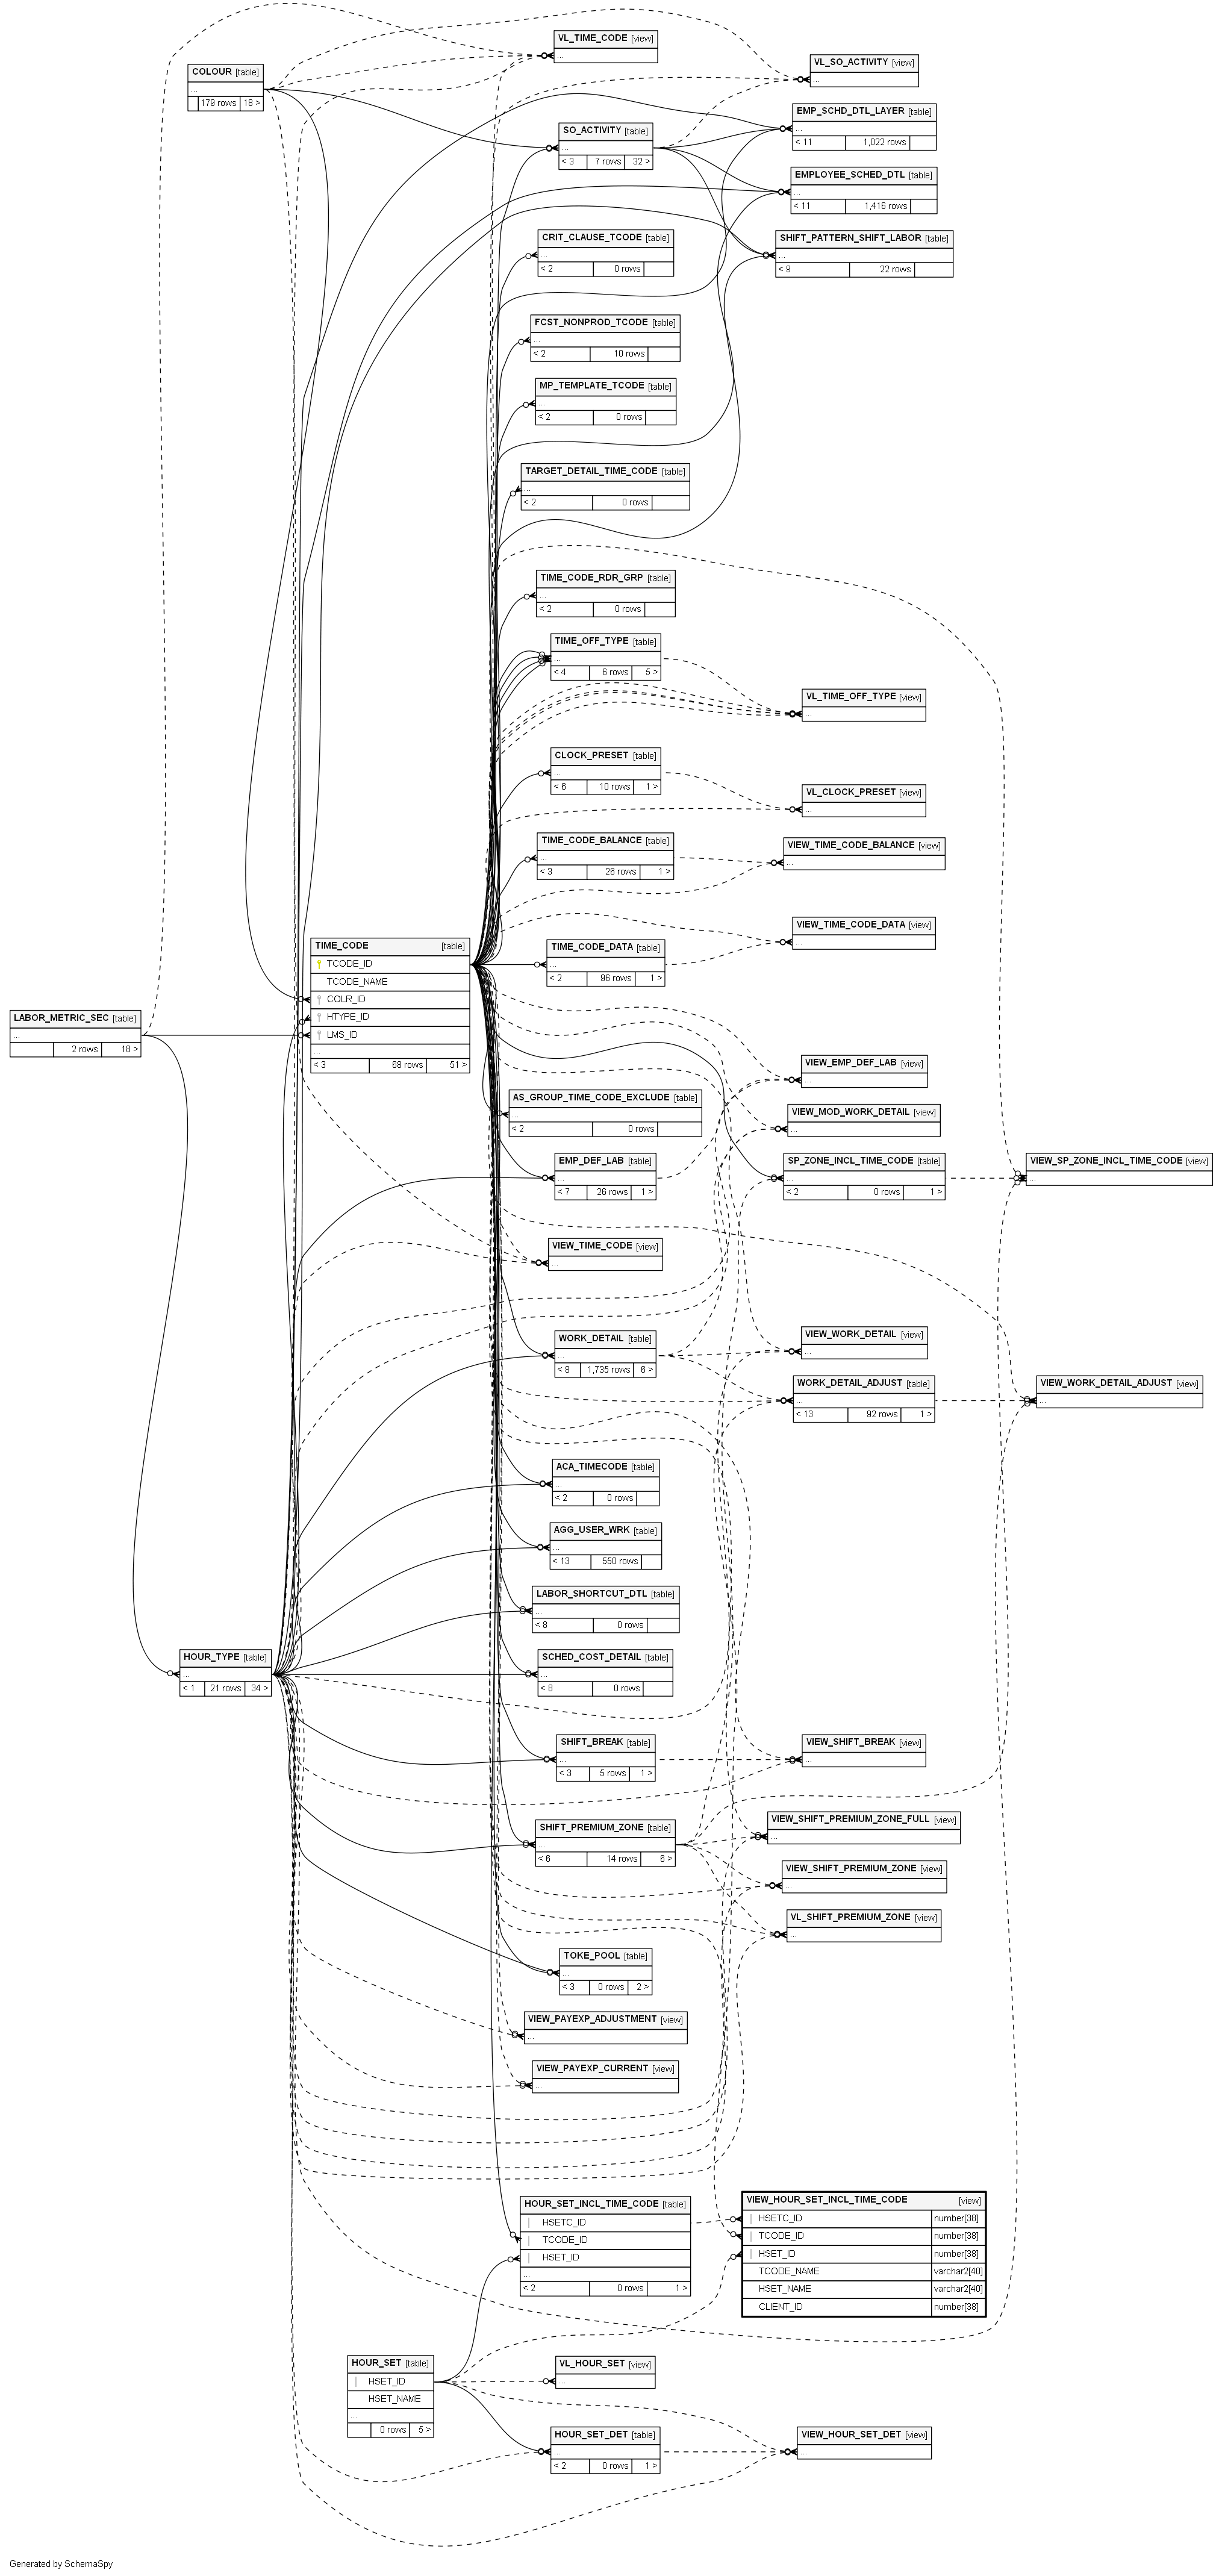 VL_TIME_CODE [view]
...
COLOUR [table]
...
179 rows 18 >
VL_SO_ACTIVITY [view]
...
EMP_SCHD_DTL_LAYER [table]
...
< 11 1,022 rows
SO_ACTIVITY [table]
...
< 3 7 rows 32 >
EMPLOYEE_SCHED_DTL [table]
...
< 11 1,416 rows
CRIT_CLAUSE_TCODE [table]
...
< 2 0 rows
SHIFT_PATTERN_SHIFT_LABOR [table]
...
< 9 22 rows
FCST_NONPROD_TCODE [table]
...
< 2 10 rows
MP_TEMPLATE_TCODE [table]
...
< 2 0 rows
TARGET_DETAIL_TIME_CODE [table]
...
< 2 0 rows
TIME_CODE_RDR_GRP [table]
...
< 2 0 rows
TIME_OFF_TYPE [table]
...
< 4 6 rows 5 >
VL_TIME_OFF_TYPE [view]
...
CLOCK_PRESET [table]
...
< 6 10 rows 1 >
VL_CLOCK_PRESET [view]
...
TIME_CODE_BALANCE [table]
...
< 3 26 rows 1 >
VIEW_TIME_CODE_BALANCE [view]
...
VIEW_TIME_CODE_DATA [view]
...
TIME_CODE_DATA [table]
...
< 2 96 rows 1 >
TIME_CODE [table]
TCODE_ID
TCODE_NAME
COLR_ID
HTYPE_ID
LMS_ID
...
< 3 68 rows 51 >
LABOR_METRIC_SEC [table]
...
2 rows 18 >
VIEW_EMP_DEF_LAB [view]
...
AS_GROUP_TIME_CODE_EXCLUDE [table]
...
< 2 0 rows
VIEW_MOD_WORK_DETAIL [view]
...
EMP_DEF_LAB [table]
...
< 7 26 rows 1 >
SP_ZONE_INCL_TIME_CODE [table]
...
< 2 0 rows 1 >
VIEW_SP_ZONE_INCL_TIME_CODE [view]
...
VIEW_TIME_CODE [view]
...
WORK_DETAIL [table]
...
< 8 1,735 rows 6 >
VIEW_WORK_DETAIL [view]
...
WORK_DETAIL_ADJUST [table]
...
< 13 92 rows 1 >
VIEW_WORK_DETAIL_ADJUST [view]
...
ACA_TIMECODE [table]
...
< 2 0 rows
AGG_USER_WRK [table]
...
< 13 550 rows
LABOR_SHORTCUT_DTL [table]
...
< 8 0 rows
HOUR_TYPE [table]
...
< 1 21 rows 34 >
SCHED_COST_DETAIL [table]
...
< 8 0 rows
SHIFT_BREAK [table]
...
< 3 5 rows 1 >
VIEW_SHIFT_BREAK [view]
...
SHIFT_PREMIUM_ZONE [table]
...
< 6 14 rows 6 >
VIEW_SHIFT_PREMIUM_ZONE_FULL [view]
...
VIEW_SHIFT_PREMIUM_ZONE [view]
...
VL_SHIFT_PREMIUM_ZONE [view]
...
TOKE_POOL [table]
...
< 3 0 rows 2 >
VIEW_PAYEXP_ADJUSTMENT [view]
...
VIEW_PAYEXP_CURRENT [view]
...
HOUR_SET_INCL_TIME_CODE [table]
HSETC_ID
TCODE_ID
HSET_ID
...
< 2 0 rows 1 >
VIEW_HOUR_SET_INCL_TIME_CODE [view]
HSETC_ID number[38]
TCODE_ID number[38]
HSET_ID number[38]
TCODE_NAME varchar2[40]
HSET_NAME varchar2[40]
CLIENT_ID number[38]
HOUR_SET [table]
HSET_ID
HSET_NAME
...
0 rows 5 >
VL_HOUR_SET [view]
...
HOUR_SET_DET [table]
...
< 2 0 rows 1 >
VIEW_HOUR_SET_DET [view]
...
Generated by SchemaSpy